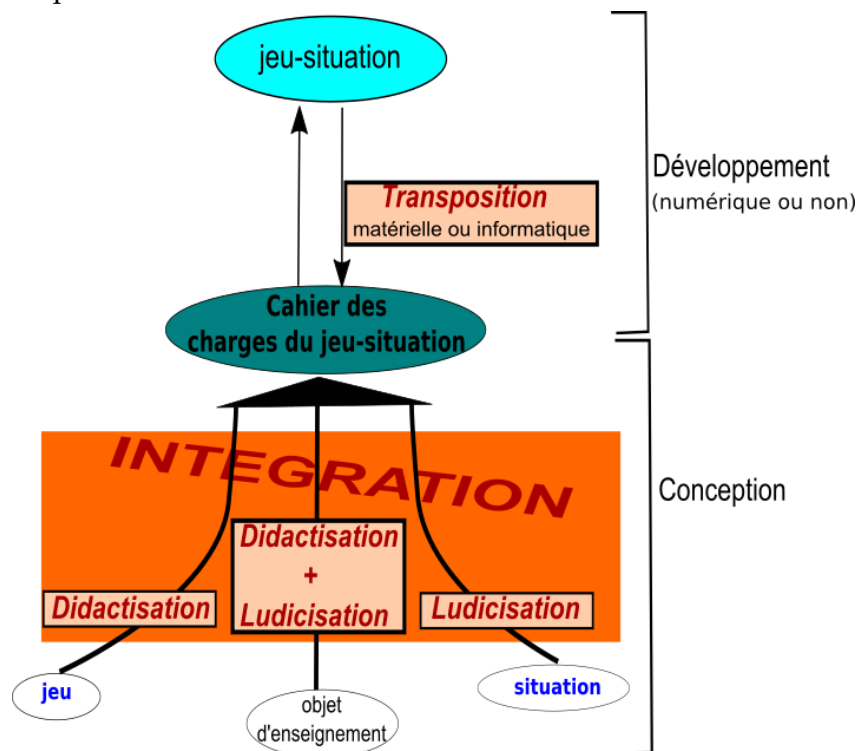 jeu-situation
Développement
(numérique ou non)
Transposition
matérielle ou informatique
Cahier des
charges du jeu-situation
INTEGRATION
Conception
Didactisation
+
Ludicisation
Didactisation
Ludicisation
jeu
objet
d'enseignement
situation